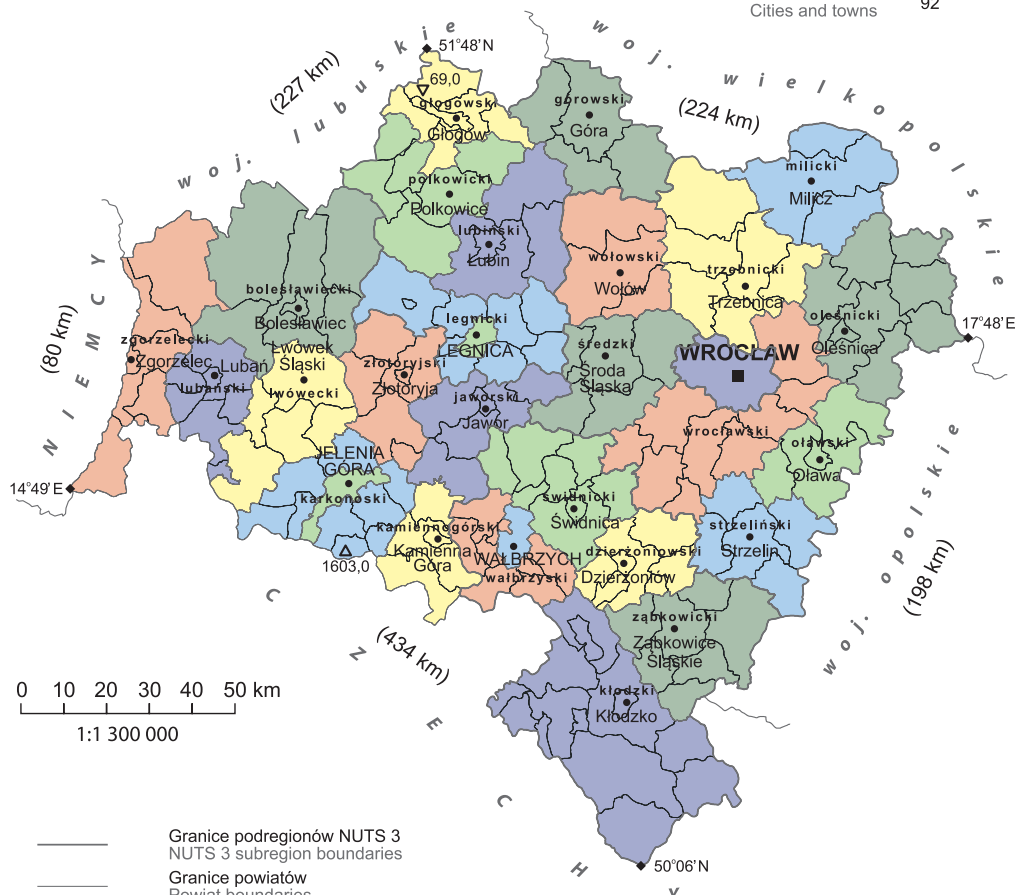 Cities and towns
92
woj. lubuskie
(227 km)
51°48'N
69,0
woj. wielkopolskie
(224 km)
głogowski
Głogów
górowski
Góra
milicki
Milicz
polkowicki
Polkowice
lubiński
Lubin
wołowski
Wołów
trzebnicki
Trzebnica
NIEMCY
(80 km)
bolesławiecki
Bolesławiec
legnicki
LEGNICA
oleśnicki
Oleśnica
17°48'E
zgorzelecki
Zgorzelec
Lubań
lubański
Lwówek
Śląski
lwówecki
złotoryjski
Złotoryja
średzki
Środa
Śląska
WROCŁAW
jaworski
Jawor
wrocławski
oławski
Oława
14°49'E
JELENIA
GÓRA
karkonoski
1603,0
kamiennogórski
Kamienna
Góra
świdnicki
Świdnica
WAŁBRZYCH
wałbrzyski
dzierżoniowski
Dzierżoniów
strzeliński
Strzelin
woj. opolskie
(198 km)
ząbkowicki
Ząbkowice
Śląskie
kłodzki
Kłodzko
CZECHY
(434 km)
0 10 20 30 40 50 km
1:1 300 000
50°06'N
Granice podregionów NUTS 3
NUTS 3 subregion boundaries
Granice powiatów
Powiat boundaries